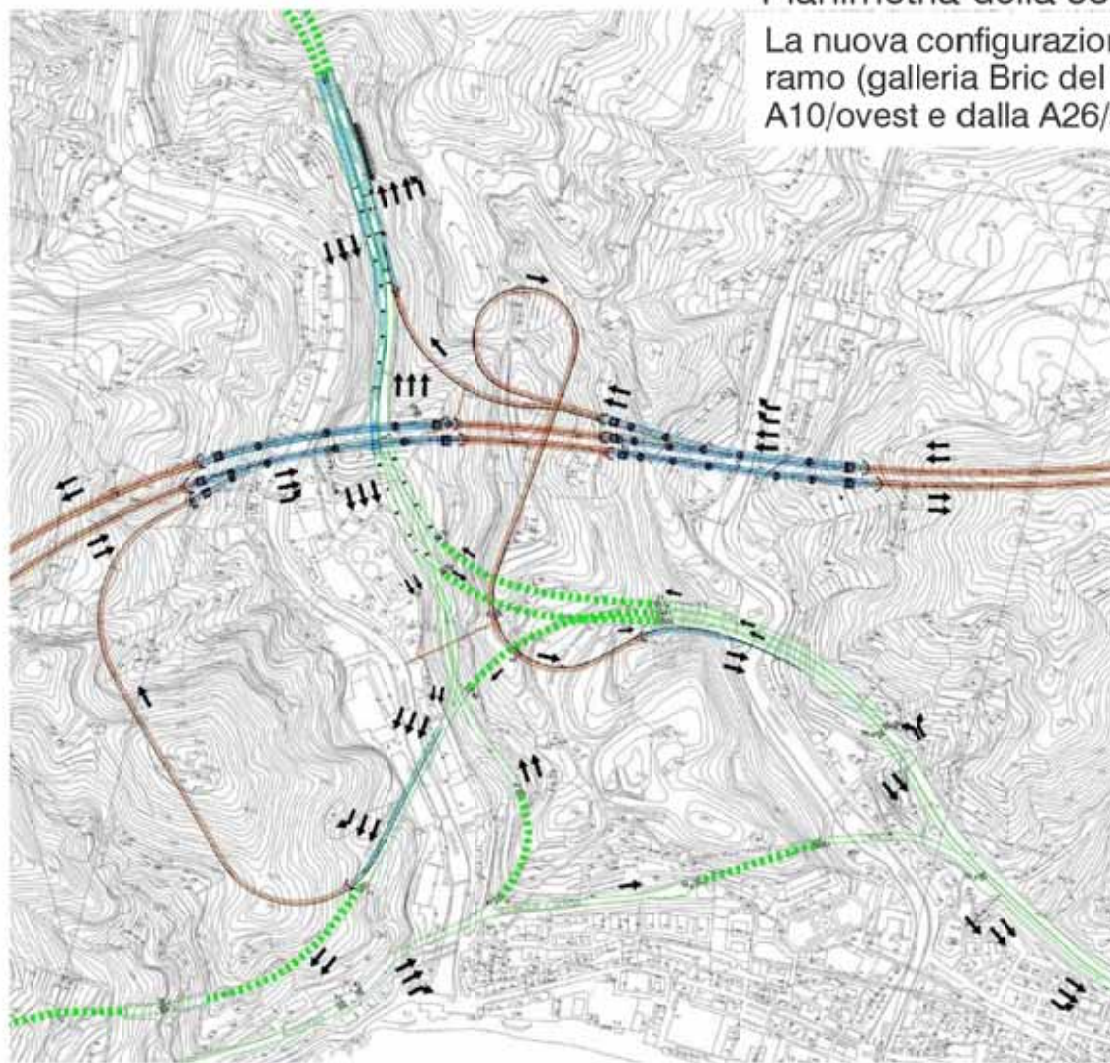 La nuova configurazion
ramo (galleria Bric del
A10/ovest e dalla A26/